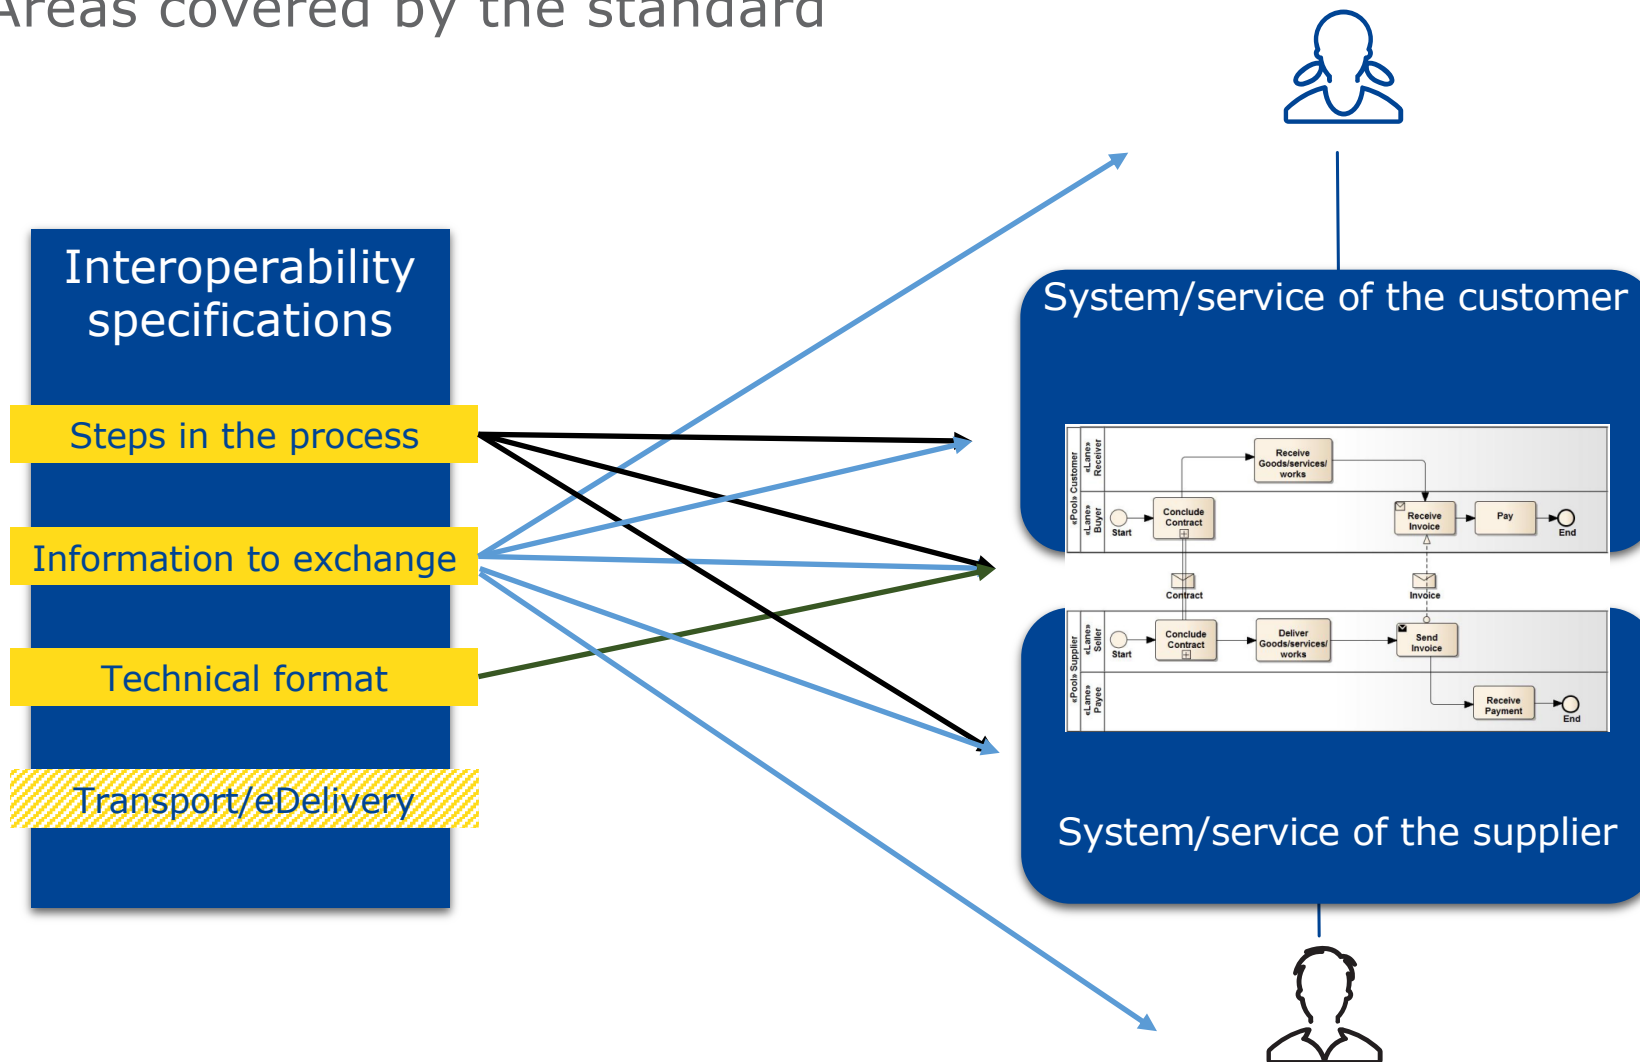 Areas covered by the standard
Interoperability
specifications
Steps in the process
Information to exchange
Technical format
Transport/eDelivery
System/service of the customer
«Pool» Customer
«Lane»
Receiver
Receive
Goods/services/
works
«Lane»
Buyer
Start
Conclude
Contract
Receive
Invoice
Pay
End
Contract
Invoice
«Pool» Supplier
«Lane»
Seller
Start
Conclude
Contract
Deliver
Goods/services/
works
Send
Invoice
«Lane»
Payee
Receive
Payment
End
System/service of the supplier